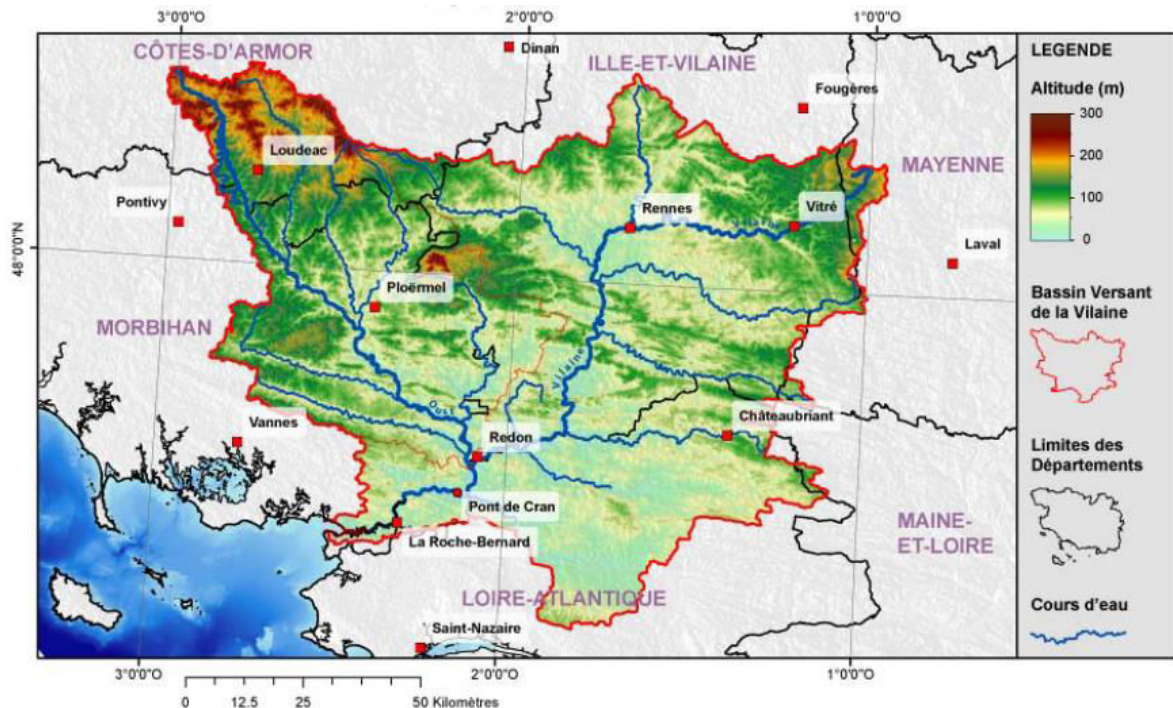 3°0'0"O
2°0'0"O
1°0'0"O
CÔTES-D'ARMOR
Dinan
ILLE-ET-VILAINE
Fougères
MAYENNE
Loudeac
Pontivy
Rennes
Vitré
Laval
48°0'0"N
Ploërmel
MORBIHAN
Vilaine
Oust
Châteaubriant
Vannes
Redon
Pont de Cran
La Roche-Bernard
MAINE-
ET-LOIRE
LOIRE-ATLANTIQUE
Saint-Nazaire
3°0'0"O
2°0'0"O
1°0'0"O
0 12.5 25 50 Kilomètres
LEGENDE
Altitude (m)
300
200
100
0
Bassin Versant
de la Vilaine
Limites des
Départements
Cours d'eau